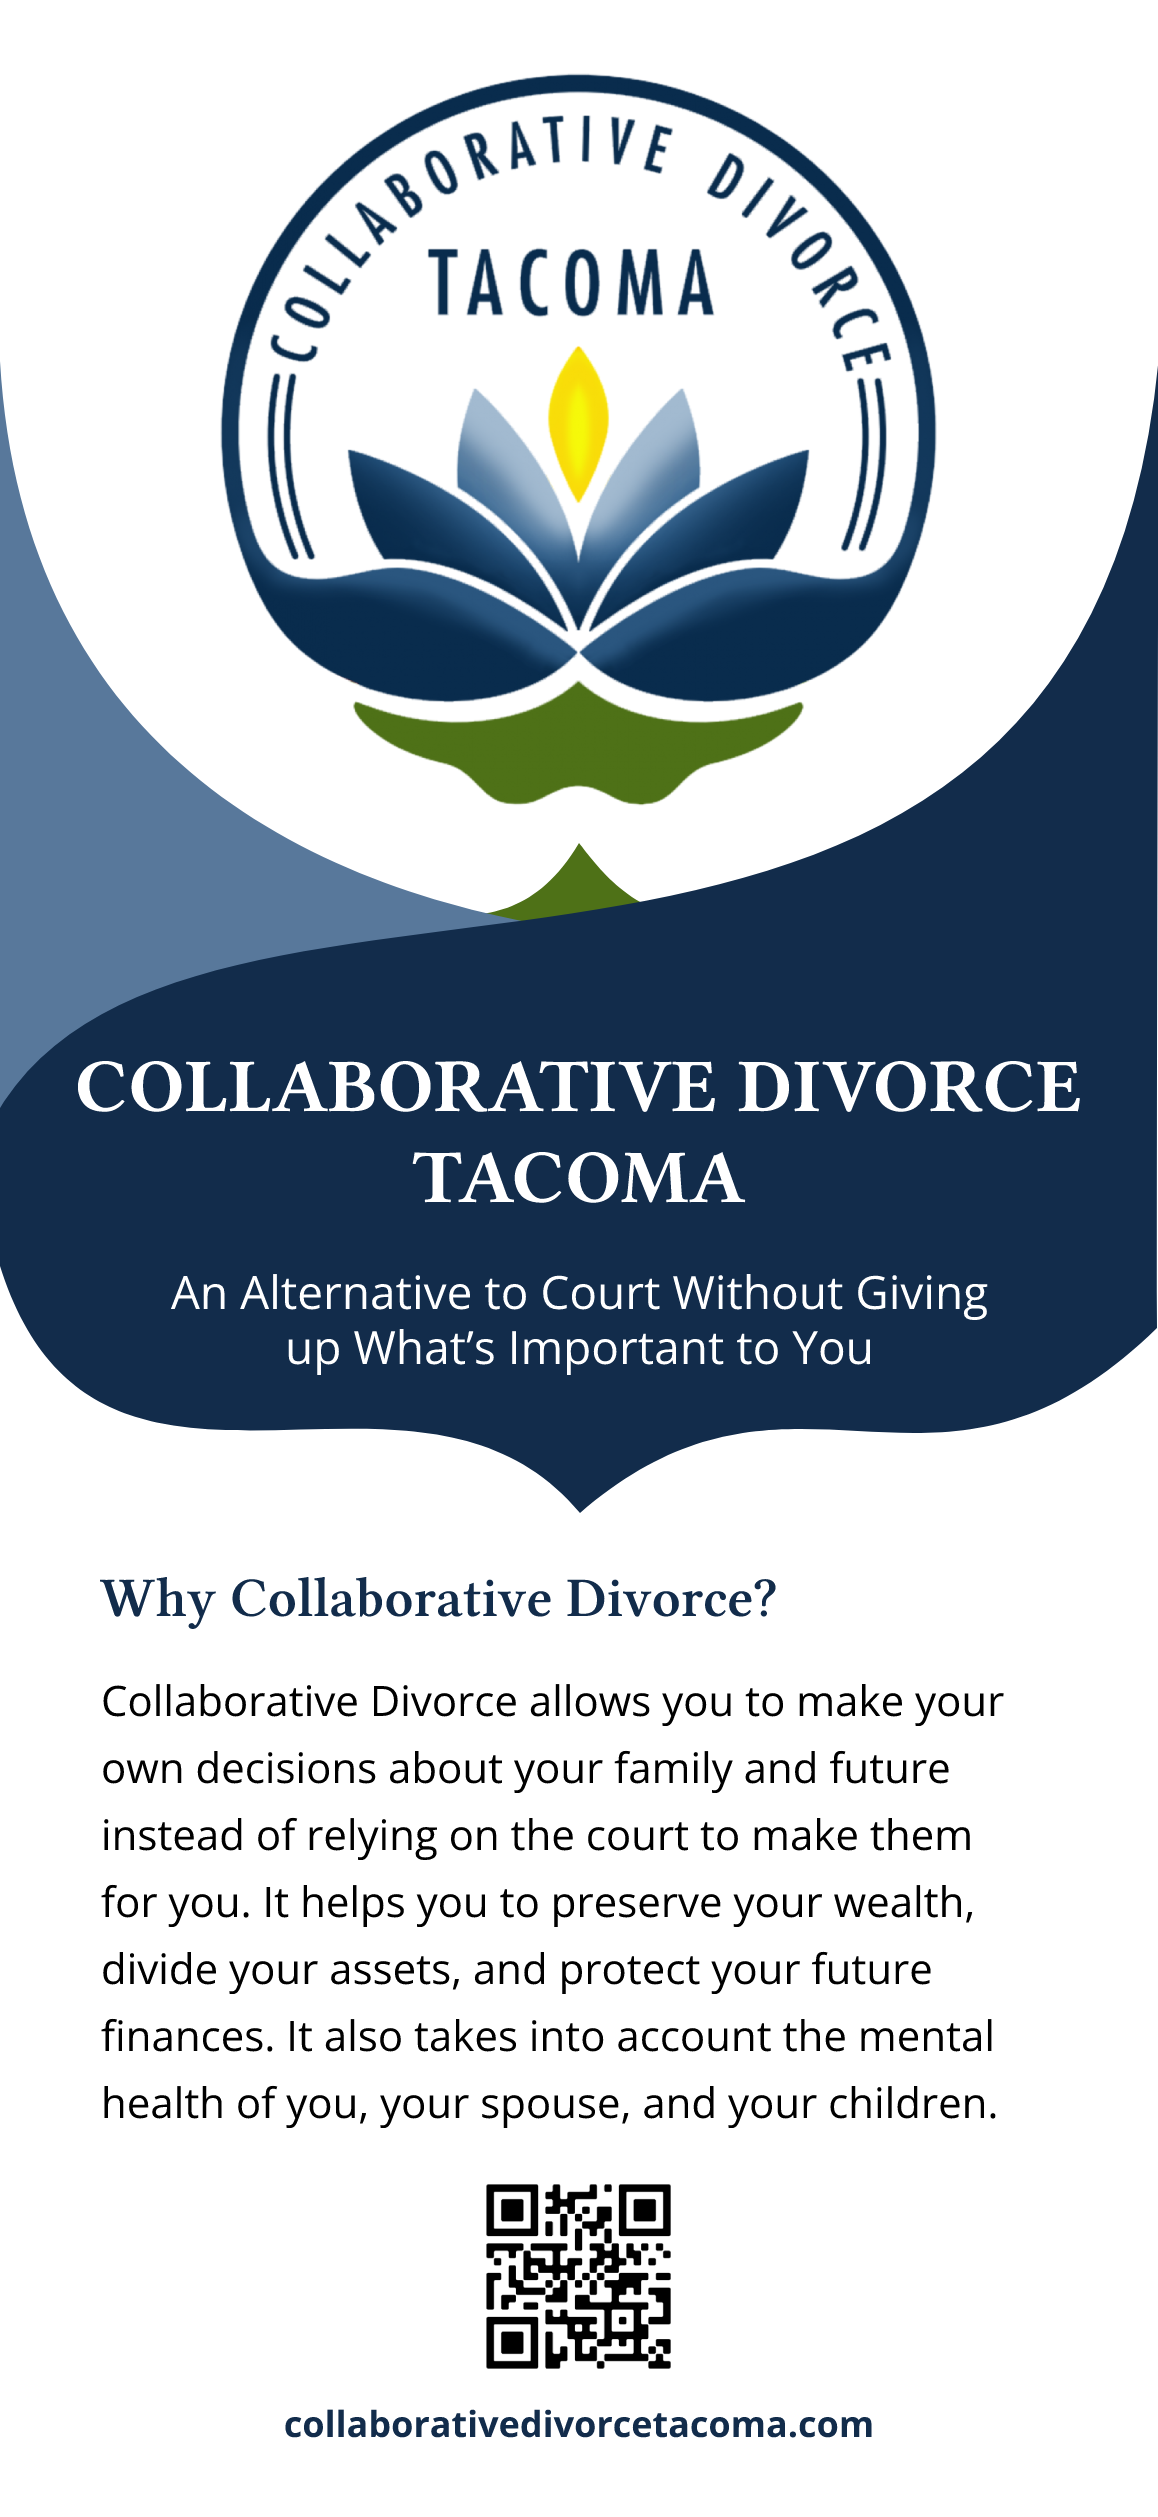 COLLABORATIVE DIVORCE
TACOMA
COLLABORATIVE DIVORCE
TACOMA
An Alternative to Court Without Giving
up What’s Important to You
Why Collaborative Divorce?
Collaborative Divorce allows you to make your
own decisions about your family and future
instead of relying on the court to make them
for you. It helps you to preserve your wealth,
divide your assets, and protect your future
finances. It also takes into account the mental
health of you, your spouse, and your children.
collaborativedivorcetacoma.com